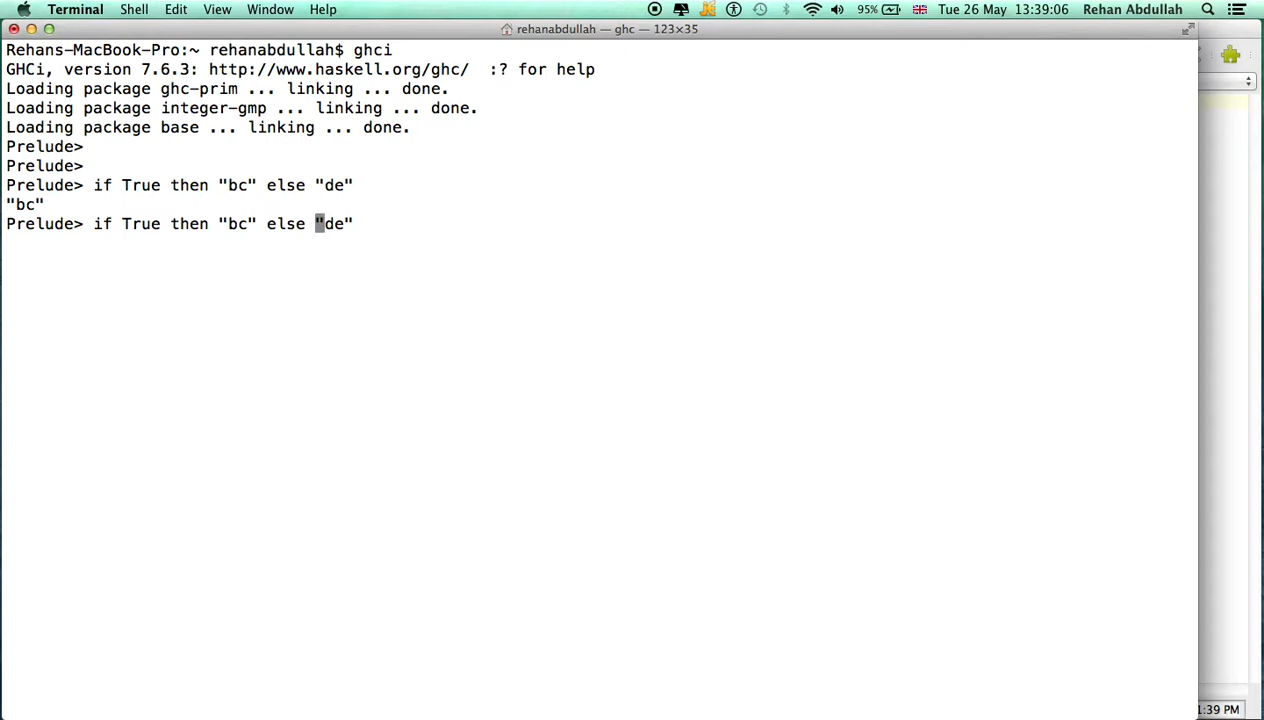 Terminal Shell Edit View Window Help 95% Tue 26 May 13:39:06 Rehan Abdullah
rehanabdullah — ghc — 123×35
Rehans-MacBook-Pro:~ rehanabdullah$ ghci
GHCi, version 7.6.3: http://www.haskell.org/ghc/  :? for help
Loading package ghc-prim ... linking ... done.
Loading package integer-gmp ... linking ... done.
Loading package base ... linking ... done.
Prelude>
Prelude>
Prelude> if True then "bc" else "de"
"bc"
Prelude> if True then "bc" else "de"
1:39 PM